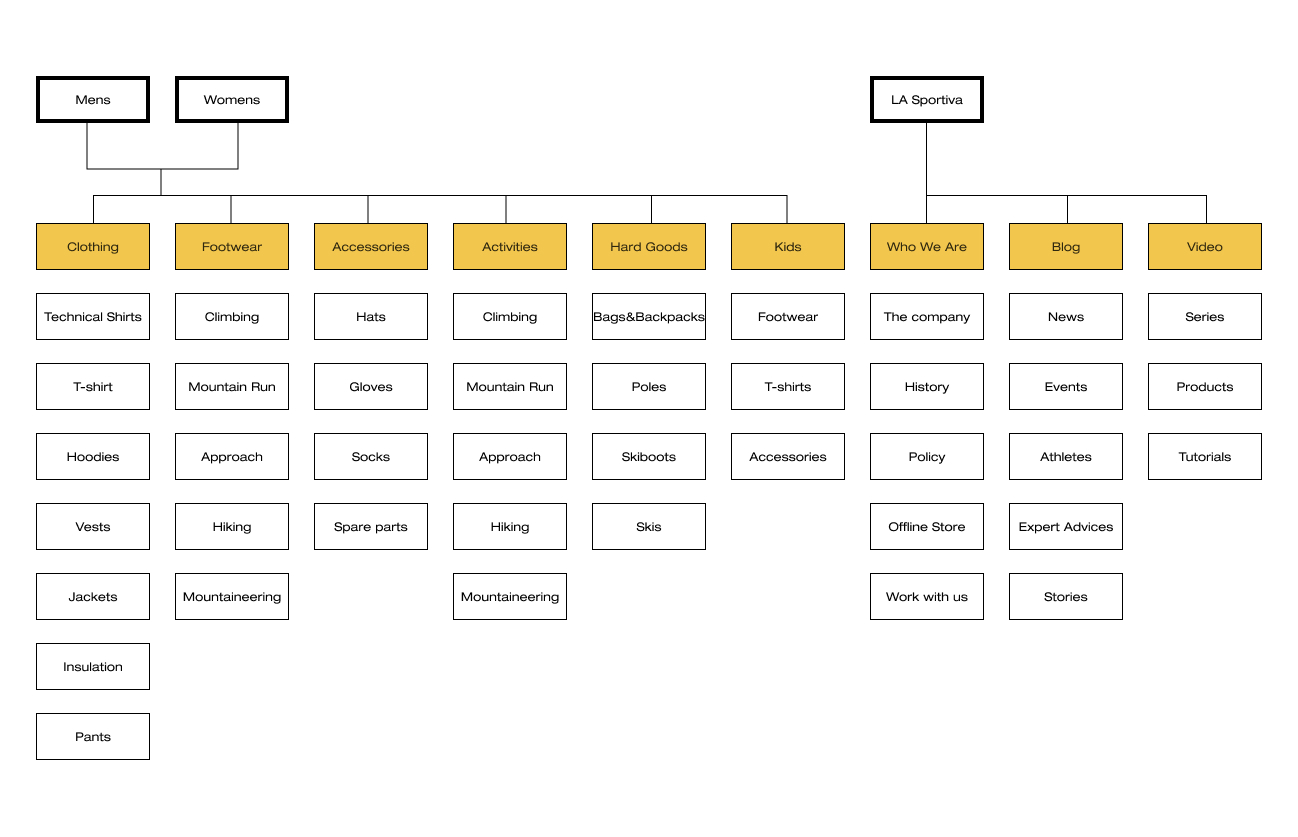 Mens
Womens
LA Sportiva
Clothing
Footwear
Accessories
Activities
Hard Goods
Kids
Who We Are
Blog
Video
Technical Shirts
Climbing
Hats
Climbing
Bags&Backpacks
Footwear
The company
News
Series
T-shirt
Mountain Run
Gloves
Mountain Run
Poles
T-shirts
History
Events
Products
Hoodies
Approach
Socks
Approach
Skiboots
Accessories
Policy
Athletes
Tutorials
Vests
Hiking
Spare parts
Hiking
Skis
Offline Store
Expert Advices
Jackets
Mountaineering
Mountaineering
Work with us
Stories
Insulation
Pants